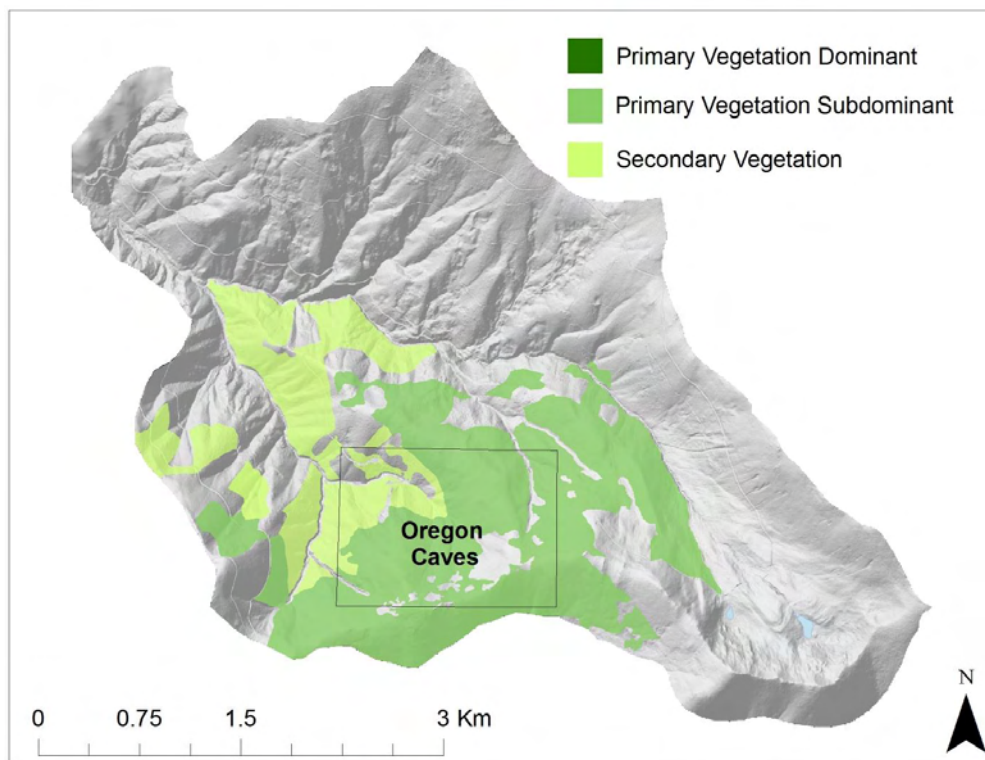 Primary Vegetation Dominant
Primary Vegetation Subdominant
Secondary Vegetation
Oregon
Caves
0 0.75 1.5 3 Km
N